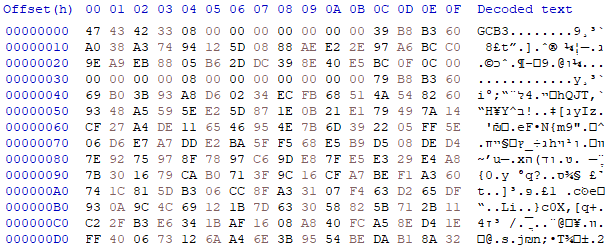 Offset(h) 00 01 02 03 04 05 06 07 08 09 0A 0B 0C 0D 0E 0F Decoded text
00000000 47 43 42 33 08 00 00 00 00 00 00 00 39 B8 B3 60 GCB3........9¸³`
00000010 A0 38 A3 74 94 12 5D 08 88 AE E2 2E 97 A6 BC C0
00000020 9E A9 EB 88 05 B6 2D DC 39 8E 40 E5 BC 0F 0C 00
00000030 00 00 00 00 00 00 00 00 00 00 00 00 79 B8 B3 60 ............y¸³`
00000040 69 B0 3B 93 A8 D6 02 34 EC FB 68 51 4A 54 82 60
00000050 93 48 A5 59 5E E2 5D 87 1E 0B 21 E1 79 49 7A 14
00000060 CF 27 A4 DE 11 65 46 95 4E 7B 6D 39 22 05 FF 5E
00000070 06 D6 E7 A7 DD E2 BA 5F F5 68 E5 B9 D5 08 DE D4
00000080 7E 92 75 97 8F 78 97 C6 9D E8 7F E5 E3 29 E4 A8
00000090 7B 30 16 79 CA B0 71 3F 9C 16 CF A7 BE F1 A3 60
000000A0 74 1C 81 5D B3 06 CC 8F A3 31 07 F4 63 D2 65 DF
000000B0 93 0A 9C 4C 69 12 1B 7D 63 30 58 82 5B 71 2B 11
000000C0 C2 2F B3 E6 34 1B AF 16 08 A8 40 FC A5 8E D4 1E
000000D0 FF 40 06 73 12 6A A4 6E 3B 95 54 BE DA B1 8A 32